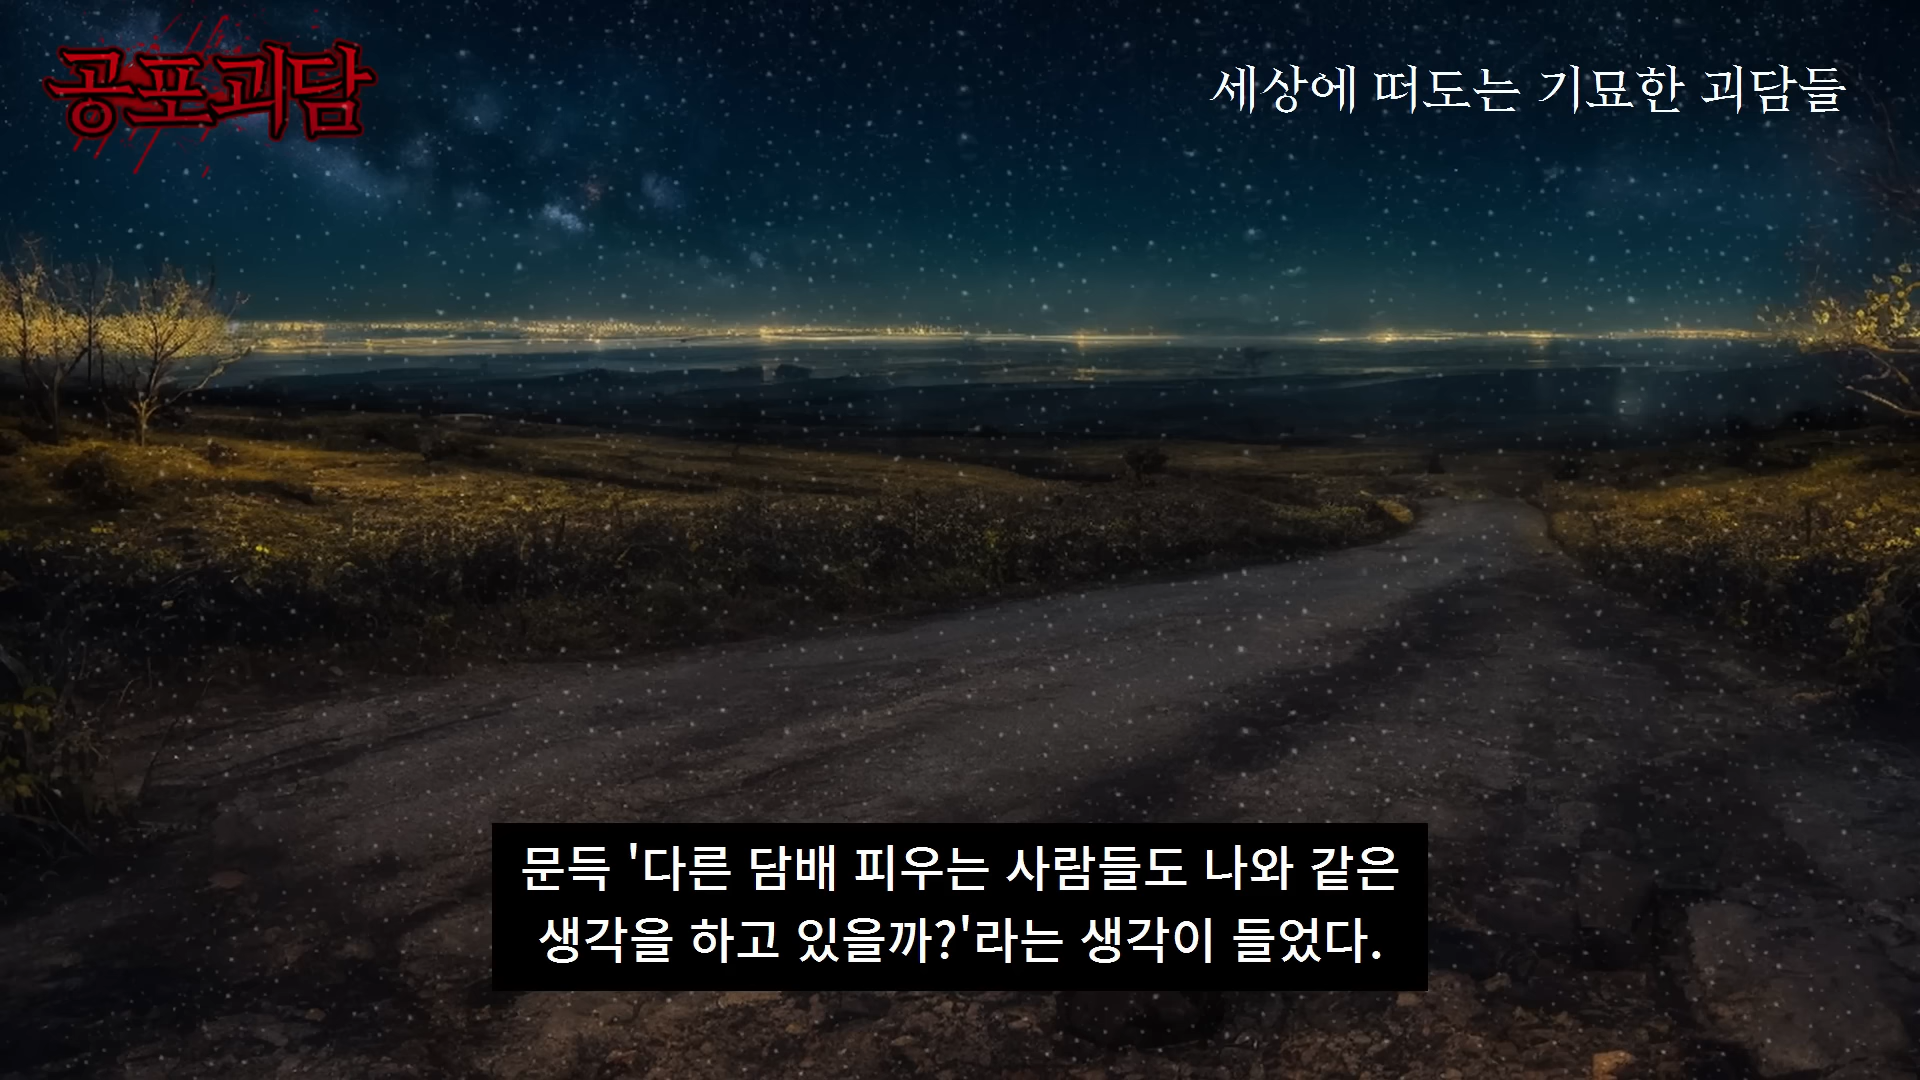 공포괴담
세상에 떠도는 기묘한 괴담들
문득 '다른 담배 피우는 사람들도 나와 같은
생각을 하고 있을까?'라는 생각이 들었다.